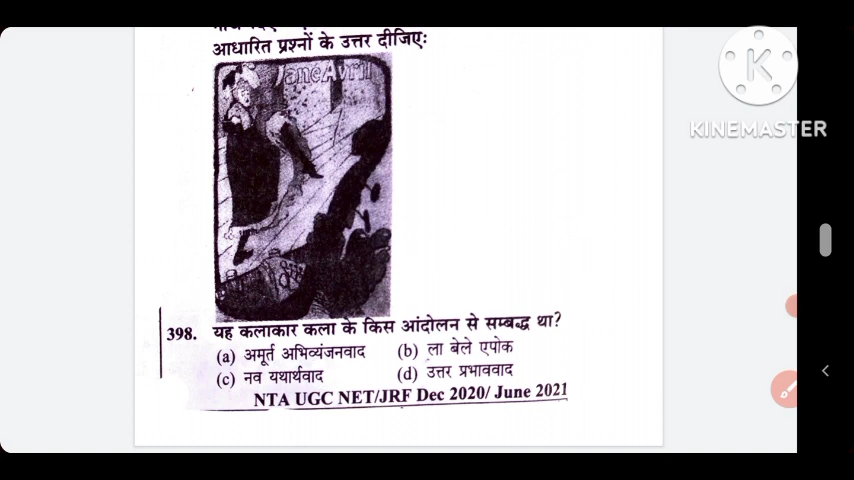 आधारित प्रश्नों के उत्तर दीजिएः
Jane Avril
KINEMASTER
398. यह कलाकार कला के किस आंदोलन से सम्बद्ध था?
(a) अमूर्त अभिव्यंजनवाद (b) ला बेले एपोक
(c) नव यथार्थवाद (d) उत्तर प्रभाववाद
NTA UGC NET/JRF Dec 2020/ June 2021